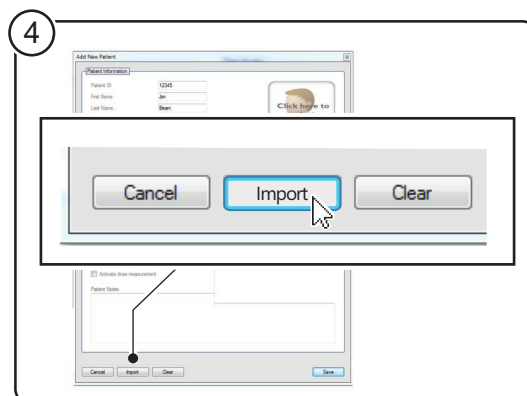 4
Add New Patient
Patient Information
Patient ID: 12345
First Name Jim
Last Name Beam
Click here to
Cancel Import Clear
Activate dose measurement
Patient Notes
Cancel Import Clear Save